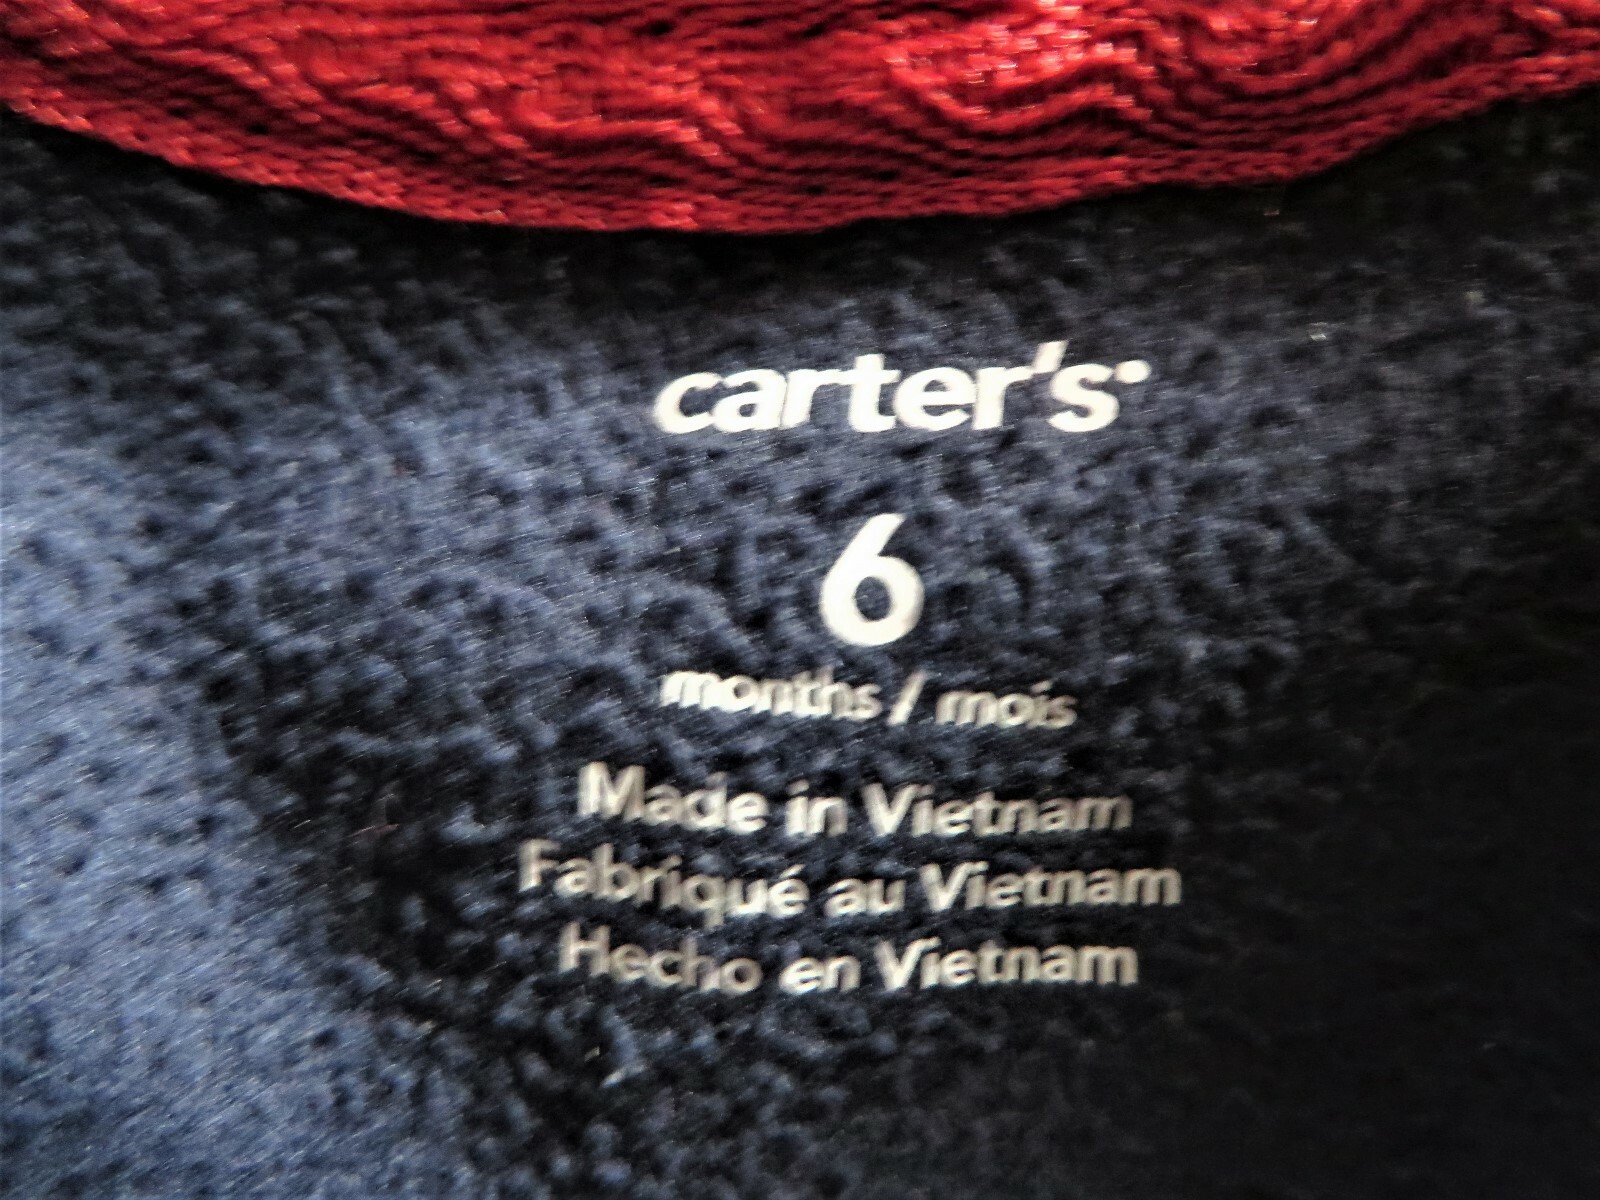 carter's
6
months / mois
Made in Vietnam
Fabriqué au Vietnam
Hecho en Vietnam